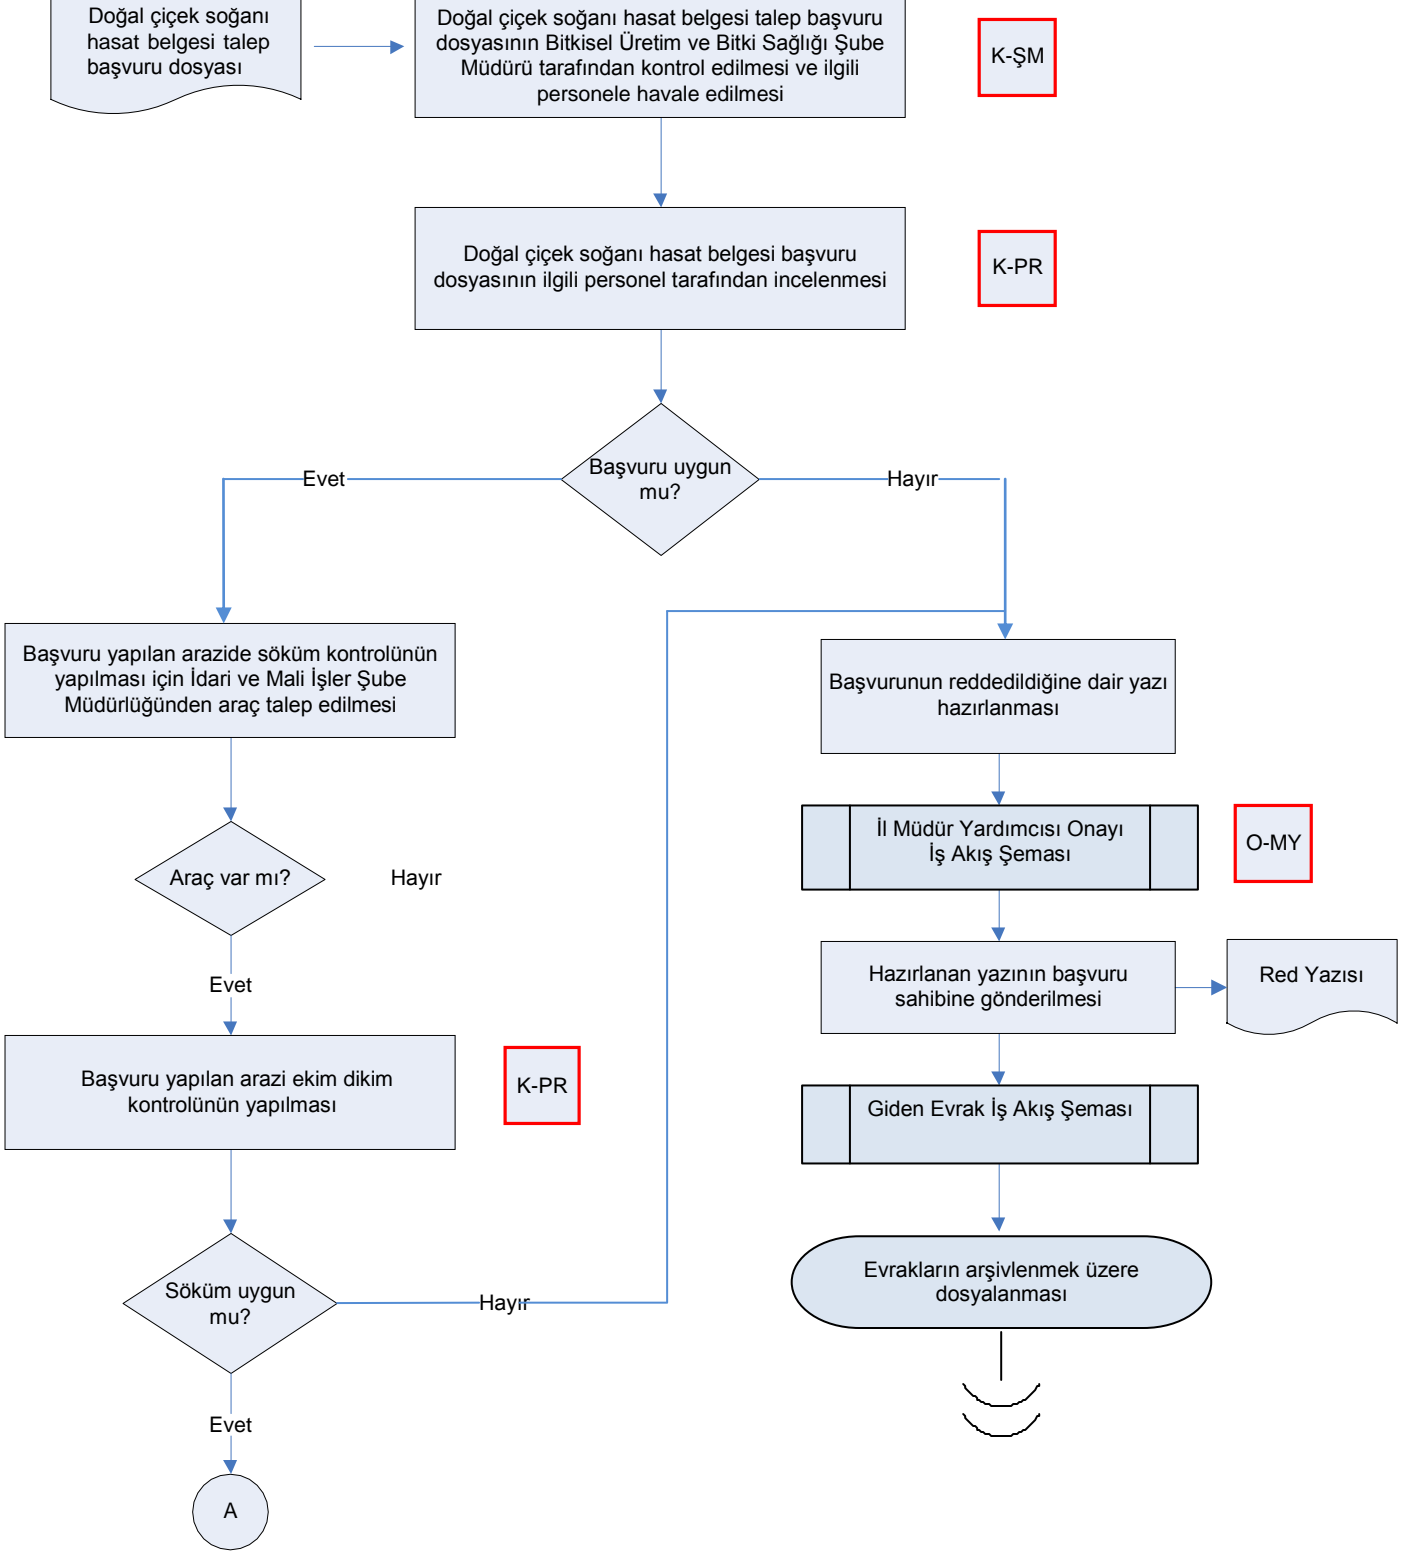 Doğal çiçek soğanı
hasat belgesi talep
başvuru dosyası
Doğal çiçek soğanı hasat belgesi talep başvuru
dosyasının Bitkisel Üretim ve Bitki Sağlığı Şube
Müdürü tarafından kontrol edilmesi ve ilgili
personele havale edilmesi
K-ŞM
Doğal çiçek soğanı hasat belgesi başvuru
dosyasının ilgili personel tarafından incelenmesi
K-PR
Başvuru uygun
mu?
Evet
Hayır
Başvuru yapılan arazide söküm kontrolünün
yapılması için İdari ve Mali İşler Şube
Müdürlüğünden araç talep edilmesi
Başvurunun reddedildiğine dair yazı
hazırlanması
Araç var mı?
Hayır
İl Müdür Yardımcısı Onayı
İş Akış Şeması
O-MY
Evet
Hazırlanan yazının başvuru
sahibine gönderilmesi
Red Yazısı
Başvuru yapılan arazi ekim dikim
kontrolünün yapılması
K-PR
Giden Evrak İş Akış Şeması
Söküm uygun
mu?
Hayır
Evrakların arşivlenmek üzere
dosyalanması
Evet
A